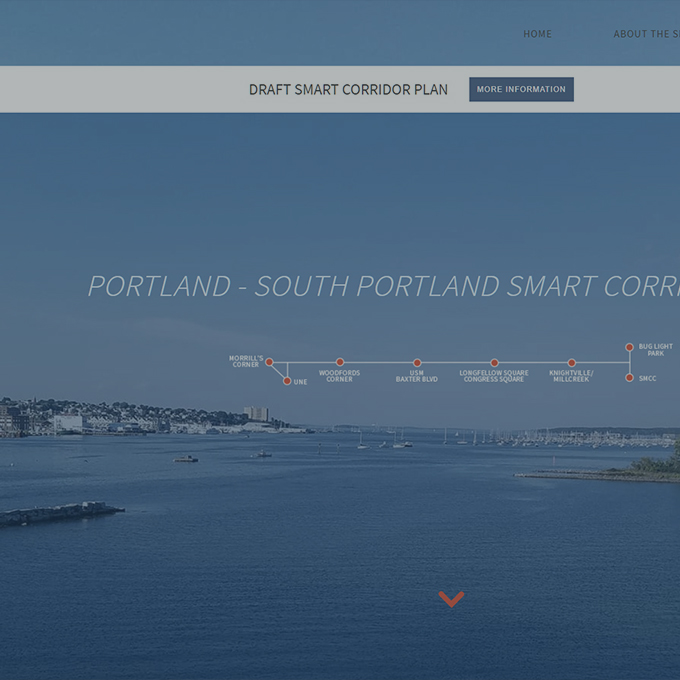 HOME
ABOUT THE
DRAFT SMART CORRIDOR PLAN
MORE INFORMATION
PORTLAND - SOUTH PORTLAND SMART
MORRILL'S
CORNER
UNE
WOODFORDS
CORNER
USM
BAXTER BLVD
LONGFELLOW SQUARE
CONGRESS SQUARE
KNIGHTVILLE/
MILLCREEK
BUG LIGHT
PARK
SMCC